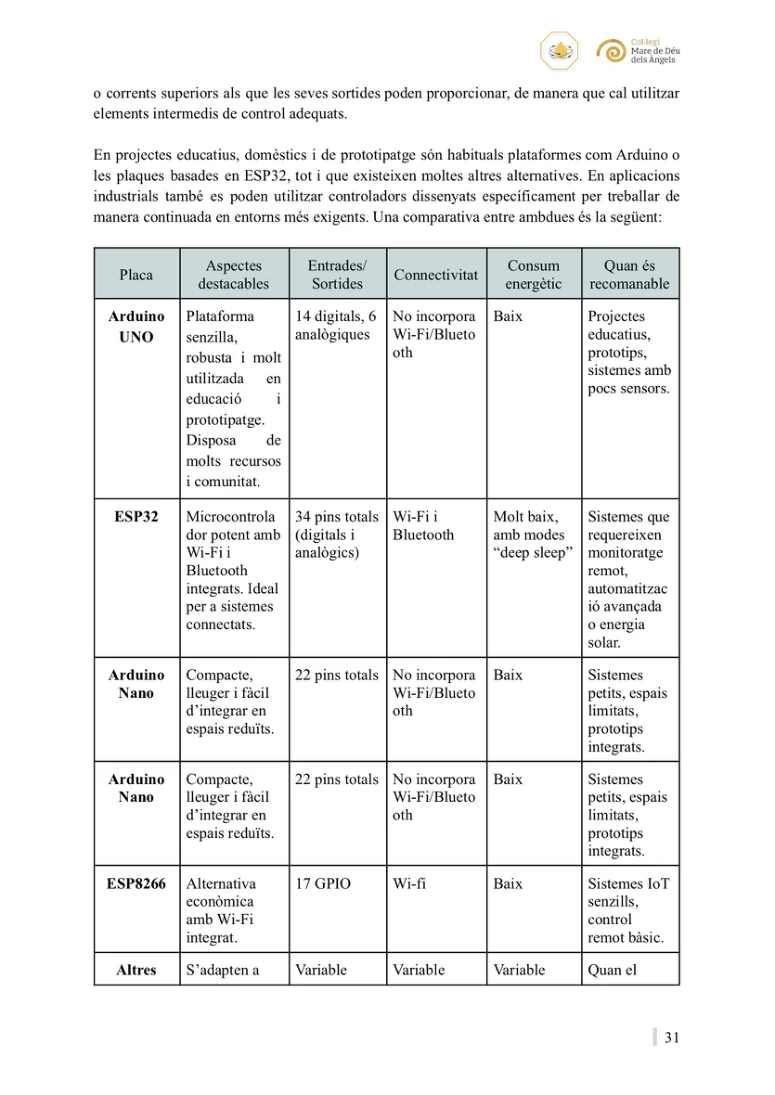 Col·legi
Mare de Déu
dels Àngels
o corrents superiors als que les seves sortides poden proporcionar, de manera que cal utilitzar
elements intermedis de control adequats.
En projectes educatius, domèstics i de prototipatge són habituals plataformes com Arduino o
les plaques basades en ESP32, tot i que existeixen moltes altres alternatives. En aplicacions
industrials també es poden utilitzar controladors dissenyats específicament per treballar de
manera continuada en entorns més exigents. Una comparativa entre ambdues és la següent:
Placa
Aspectes
destacables
Entrades/
Sortides
Connectivitat
Consum
energètic
Quan és
recomanable
Arduino
UNO
Plataforma
senzilla,
robusta i molt
utilitzada en
educació i
prototipatge.
Disposa de
molts recursos
i comunitat.
14 digitals, 6
analògiques
No incorpora
Wi-Fi/Blueto
oth
Baix
Projectes
educatius,
prototips,
sistemes amb
pocs sensors.
ESP32
Microcontrola
dor potent amb
Wi-Fi i
Bluetooth
integrats. Ideal
per a sistemes
connectats.
34 pins totals
(digitals i
analògics)
Wi-Fi i
Bluetooth
Molt baix,
amb modes
“deep sleep”
Sistemes que
requereixen
monitoratge
remot,
automatitzac
ió avançada
o energia
solar.
Arduino
Nano
Compacte,
lleuger i fàcil
d’integrar en
espais reduïts.
22 pins totals
No incorpora
Wi-Fi/Blueto
oth
Baix
Sistemes
petits, espais
limitats,
prototips
integrats.
Arduino
Nano
Compacte,
lleuger i fàcil
d’integrar en
espais reduïts.
22 pins totals
No incorpora
Wi-Fi/Blueto
oth
Baix
Sistemes
petits, espais
limitats,
prototips
integrats.
ESP8266
Alternativa
econòmica
amb Wi-Fi
integrat.
17 GPIO
Wi-fi
Baix
Sistemes IoT
senzills,
control
remot bàsic.
Altres
S’adapten a
Variable
Variable
Variable
Quan el
31